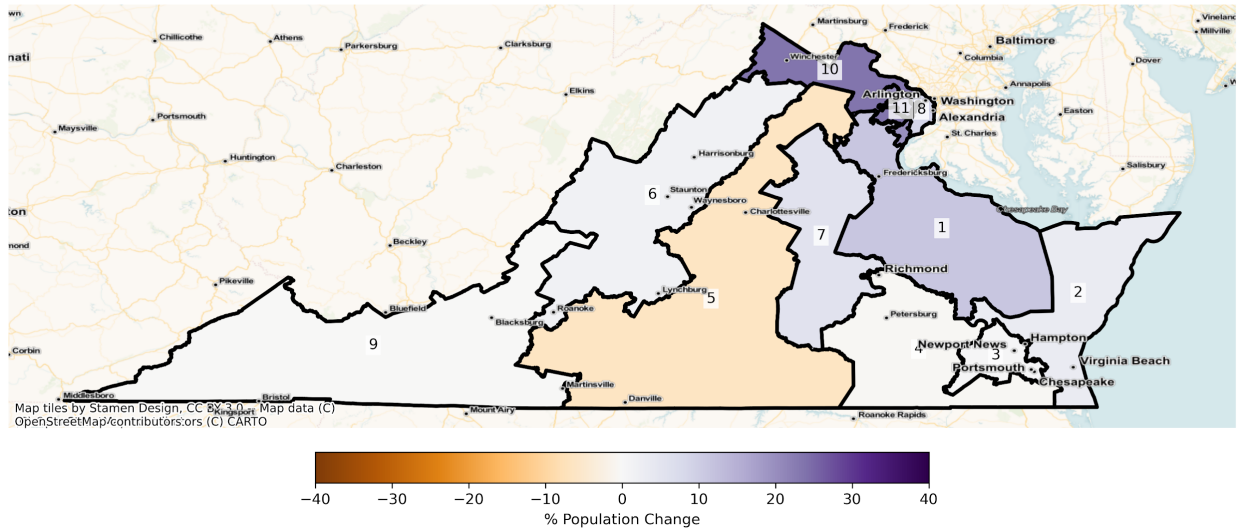 Vineland
Martinsburg
Frederick
Millville
Chillicothe
Athens
Parkersburg
Clarksburg
Baltimore
nati
Winchester
Columbia
Dover
10
Annapolis
Elkins
Arlington
Washington
11
8
Easton
Portsmouth
Alexandria
Maysville
St. Charles
Huntington
Harrisonburg
Charleston
Salisbury
Fredericksburg
6
Staunton
Waynesboro
ton
Charlottesville
Chesapeake Bay
1
7
mond
Beckley
Richmond
Pikeville
2
Lynchburg
5
Bluefield
Roanoke
Petersburg
Blacksburg
9
Newport News
Hampton
4
3
Corbin
Virginia Beach
Portsmouth
Martinsville
Chesapeake
Middlesboro
Bristol
Danville
Map tiles by Stamen Design, CC BY 3.0 -- Map data (C)
Kingsport
Mount Airy
Roanoke Rapids
OpenStreetMap contributors.ors (C) CARTO
−40
−30
−20
−10
0
10
20
30
40
% Population Change